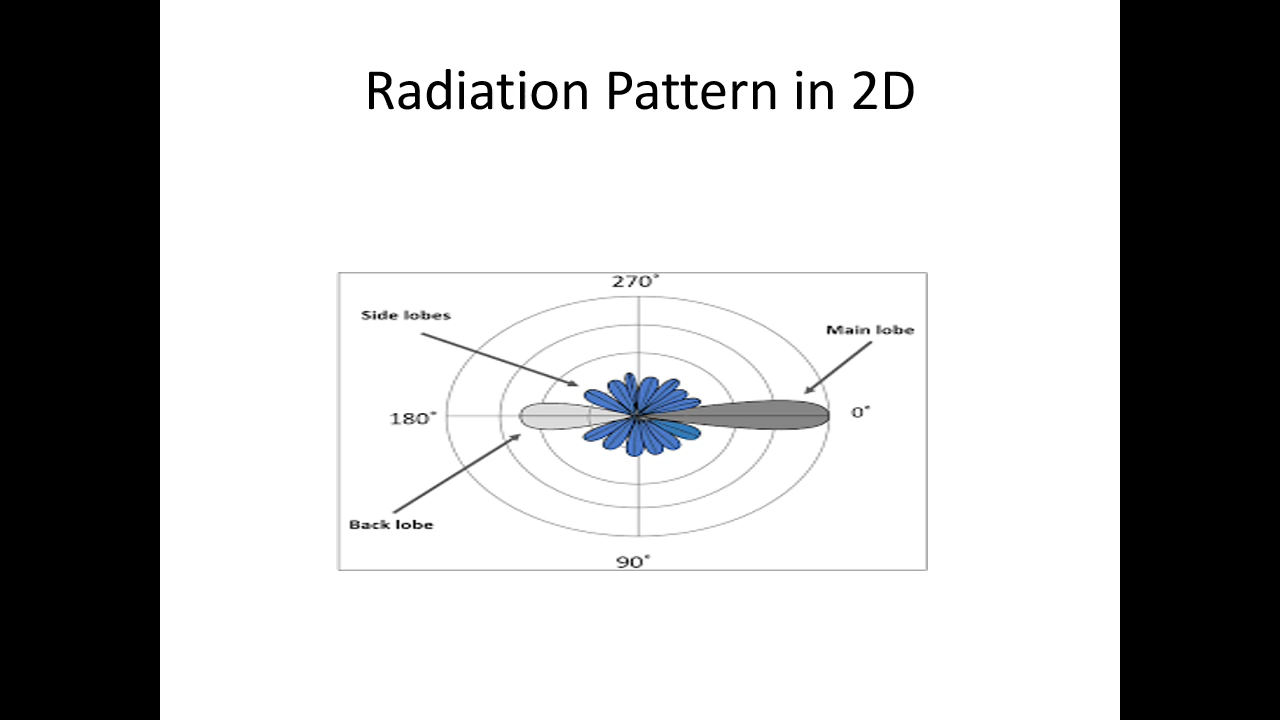 Radiation Pattern in 2D
270˚
Side lobes
Main lobe
180˚
0˚
Back lobe
90˚